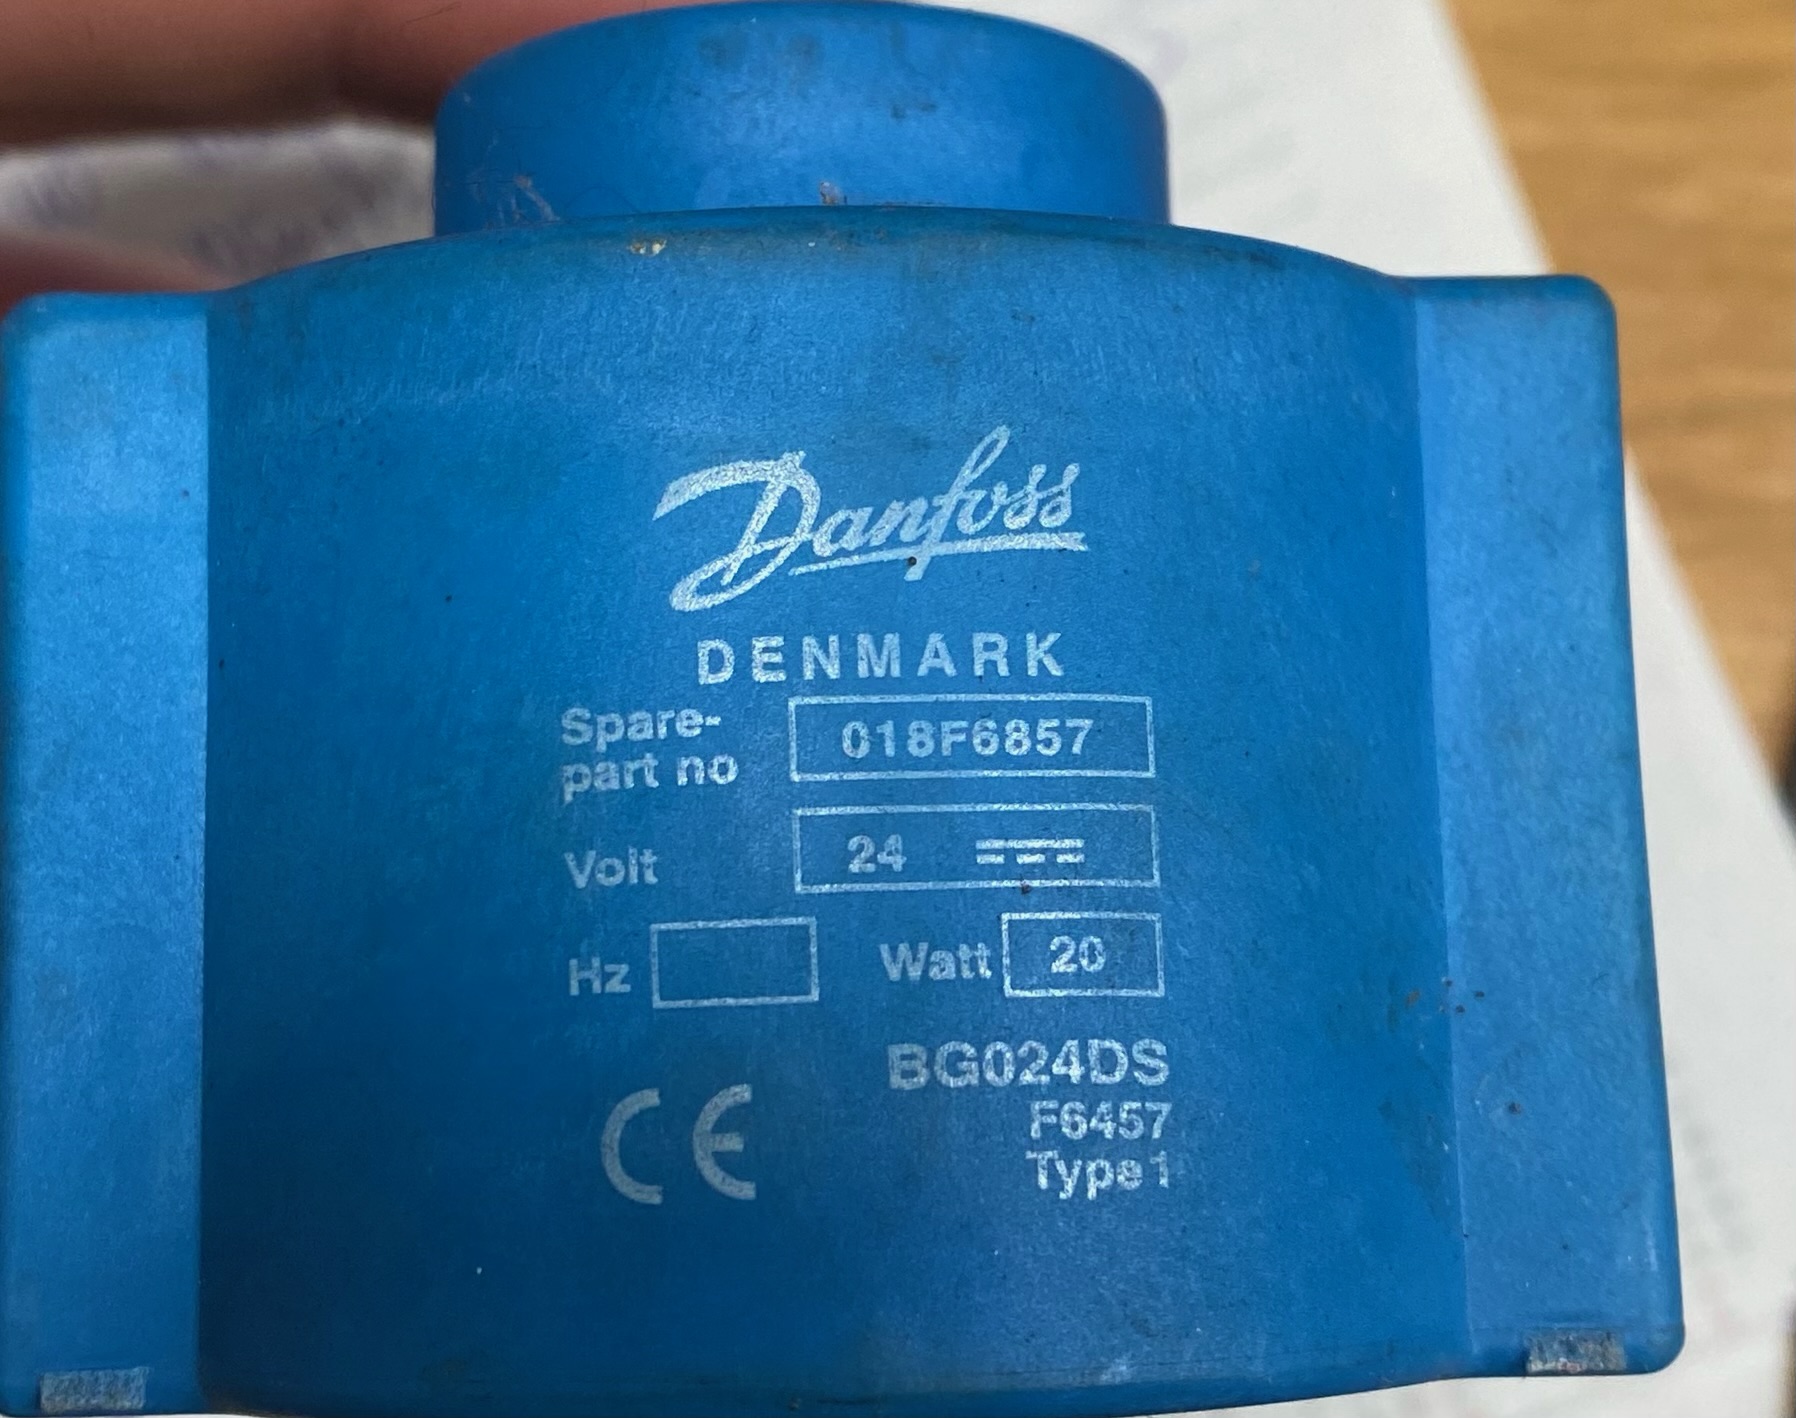 Danfoss
DENMARK
Spare-
part no 018F6857
Volt 24
Hz Watt 20
BG024DS
F6457
Type 1
CE